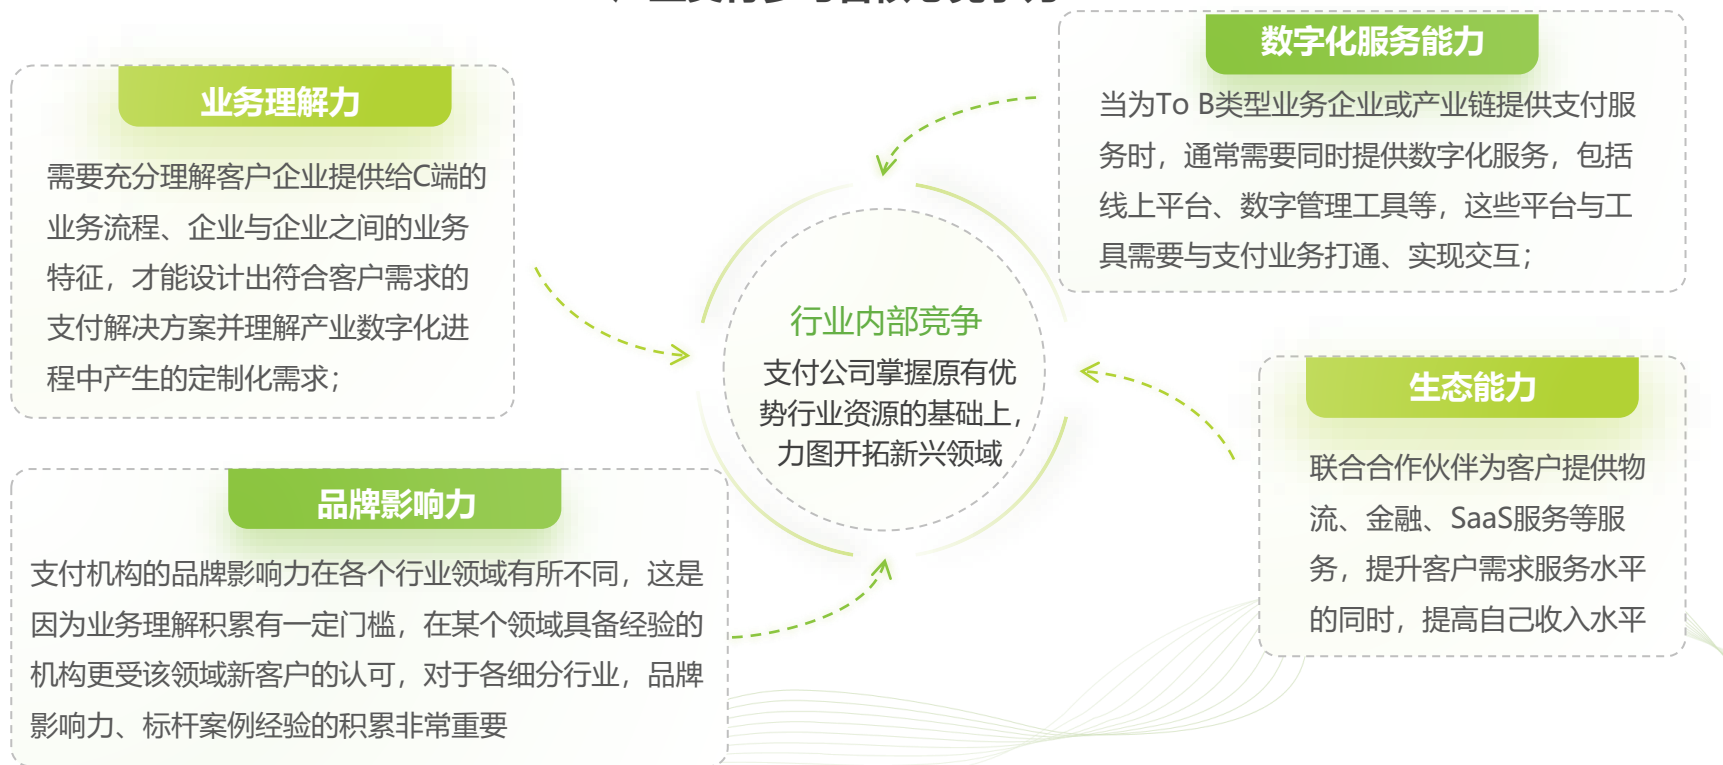 业务理解力
需要充分理解客户企业提供给C端的
业务流程、企业与企业之间的业务
特征，才能设计出符合客户需求的
支付解决方案并理解产业数字化进
程中产生的定制化需求；
品牌影响力
支付机构的品牌影响力在各个行业领域有所不同，这是
因为业务理解积累有一定门槛，在某个领域具备经验的
机构更受该领域新客户的认可，对于各细分行业，品牌
影响力、标杆案例经验的积累非常重要
行业内部竞争
支付公司掌握原有优
势行业资源的基础上，
力图开拓新兴领域
数字化服务能力
当为To B类型业务企业或产业链提供支付服
务时，通常需要同时提供数字化服务，包括
线上平台、数字管理工具等，这些平台与工
具需要与支付业务打通、实现交互；
生态能力
联合合作伙伴为客户提供物
流、金融、SaaS服务等服
务，提升客户需求服务水平
的同时，提高自己收入水平